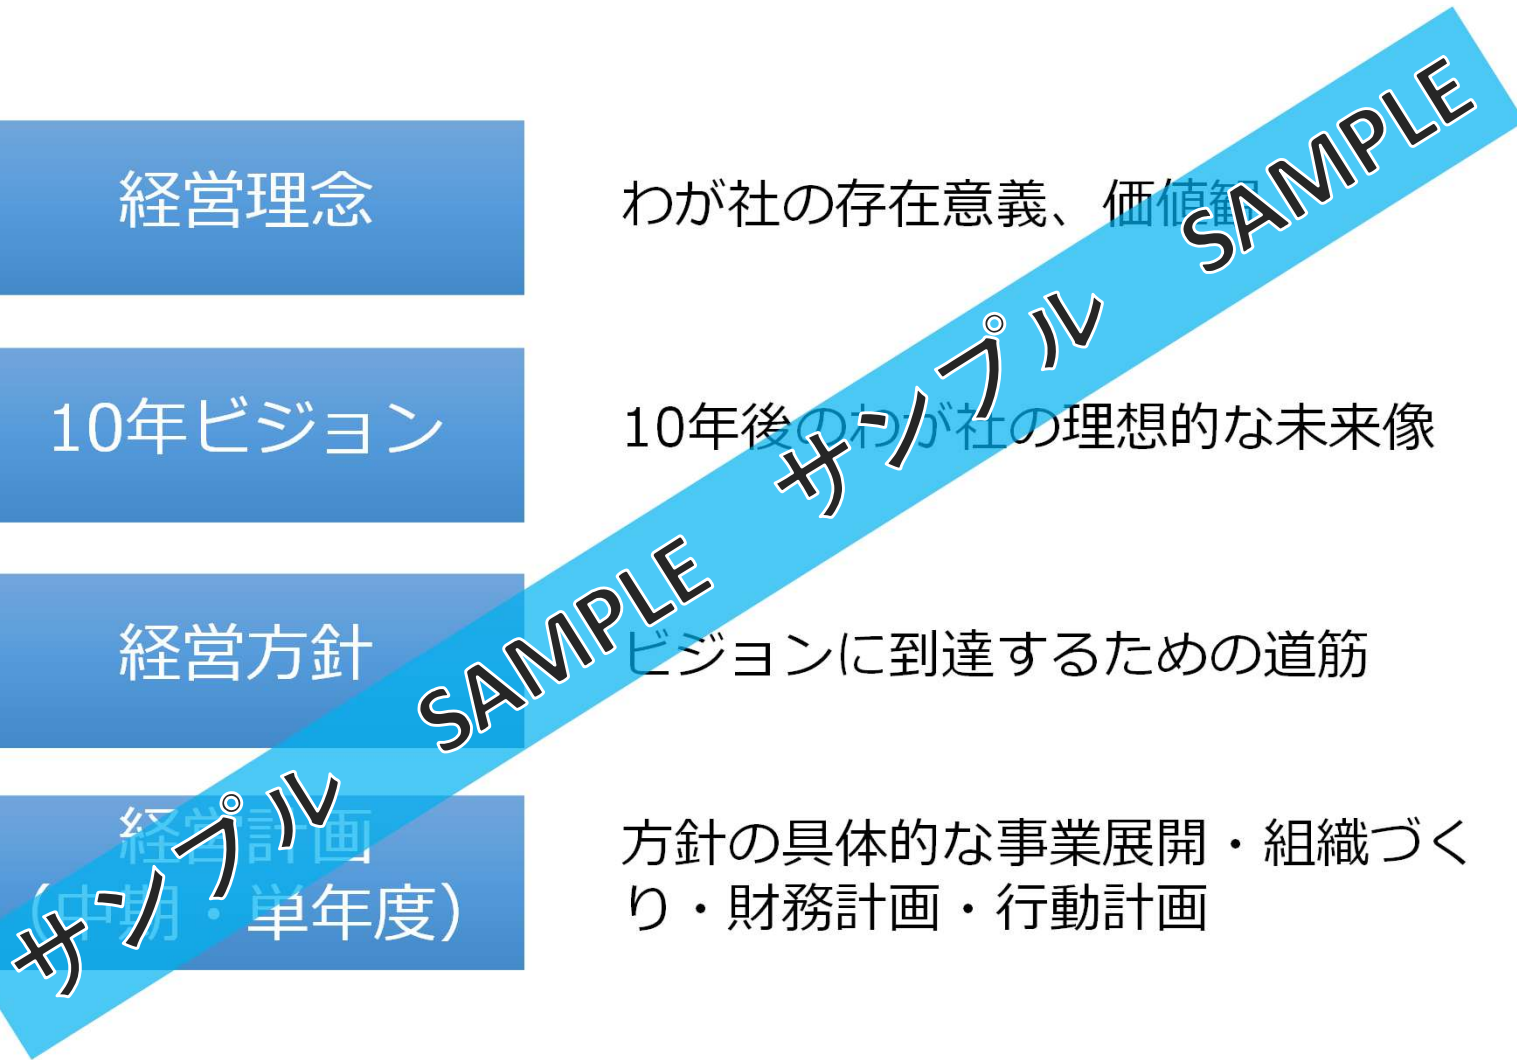 経営理念
わが社の存在意義、価値観
10年ビジョン
10年後のわが社の理想的な未来像
経営方針
ビジョンに到達するための道筋
経営計画
（中期・単年度）
方針の具体的な事業展開・組織づく
り・財務計画・行動計画
サンプル SAMPLE サンプル SAMPLE